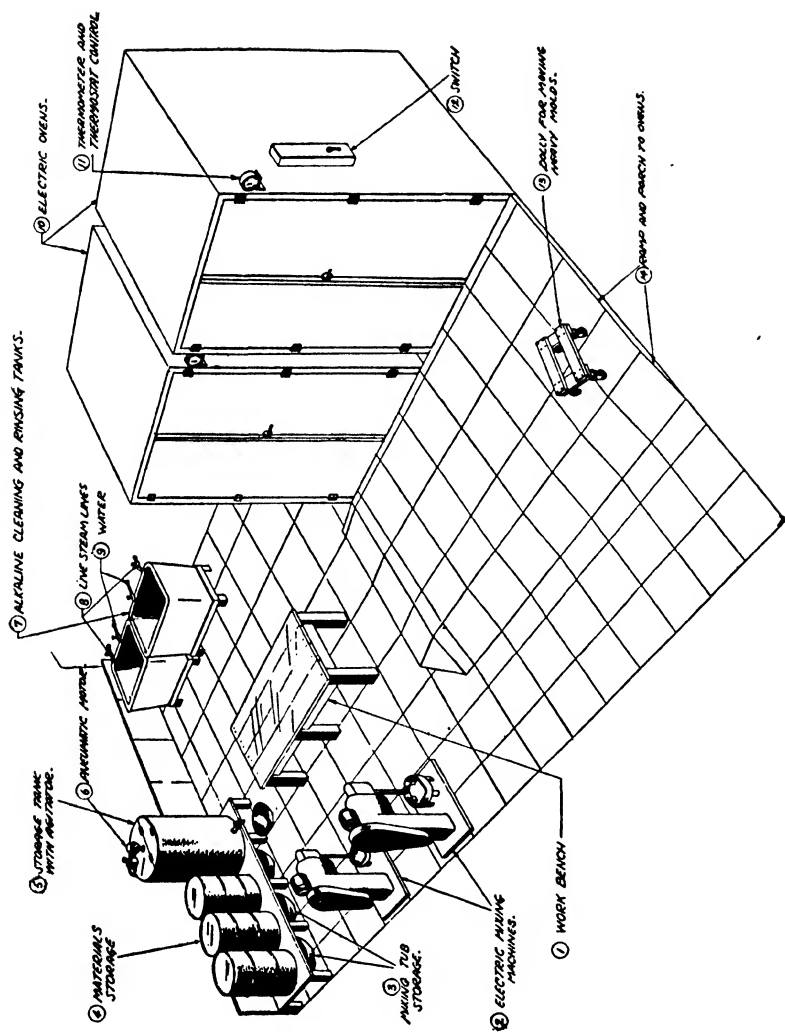 ① WORK BENCH
② ELECTRIC MIXING
MACHINES.
③
MIXING TUB
STORAGE.
④ MATERIALS
STORAGE
⑤ STORAGE TANK
WITH AGITATOR.
⑥ PNEUMATIC MOTOR
⑦ ALKALINE CLEANING AND RINSING TANKS.
⑧ LIVE STEAM LINES
⑨ WATER
⑩ ELECTRIC OVENS.
⑪ THERMOMETER AND
THERMOSTAT CONTROL.
⑫ SWITCH
⑬ DOLLY FOR MOVING
HEAVY MOLDS.
⑭ RAMP AND PORCH TO OVENS.